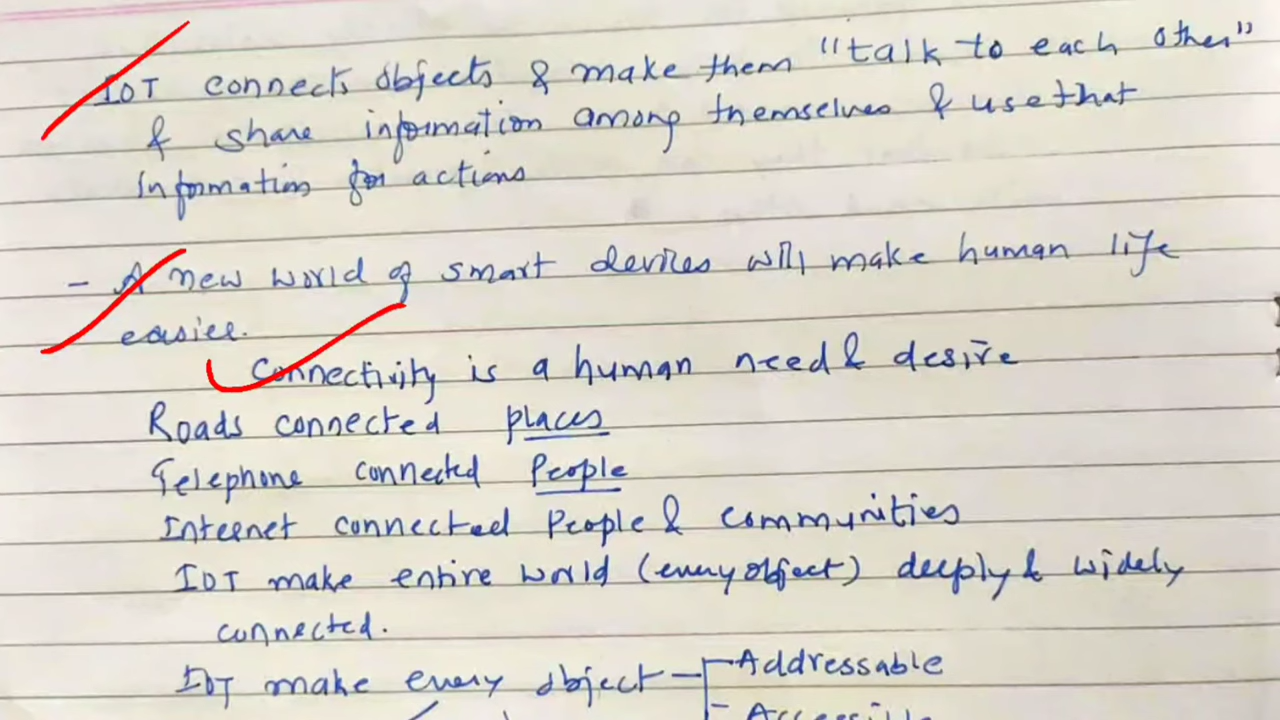 IOT connects objects & make them "talk to each other"
& share information among themselves & use that
Information for actions
- A new world of smart devices will make human life
easier.
Connectivity is a human need & desire
Roads connected places
Telephone connected People
Internet connected People & communities
IOT make entire world (every object) deeply & widely
connected.
IOT make every object - Addressable
- Accessible